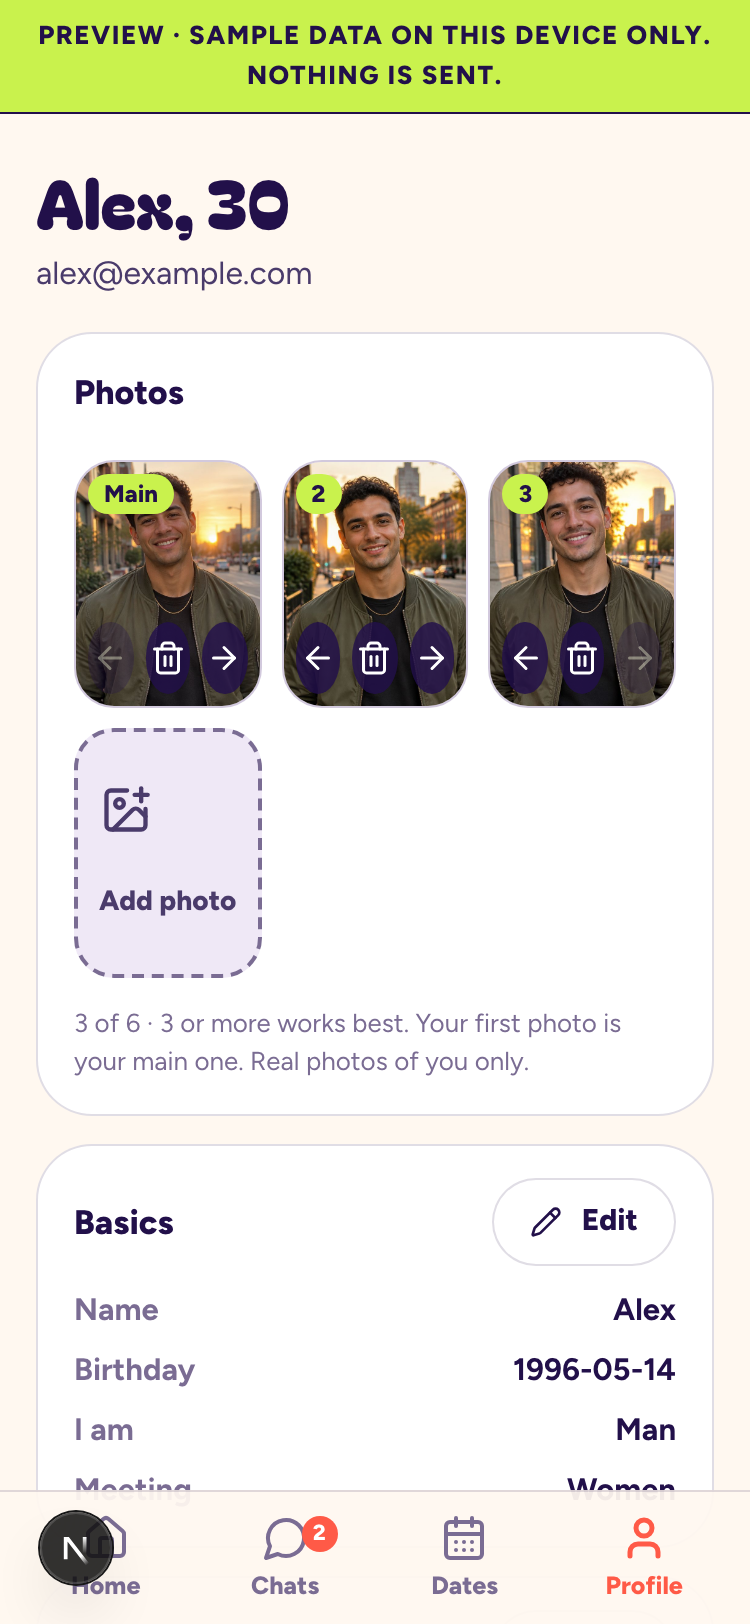 PREVIEW · SAMPLE DATA ON THIS DEVICE ONLY.
NOTHING IS SENT.
Alex, 30
alex@example.com
Photos
Main
2
3
Add photo
3 of 6 · 3 or more works best. Your first photo is
your main one. Real photos of you only.
Basics
Edit
Name
Alex
Birthday
1996-05-14
I am
Man
Meeting
Women
N
2
Home
Chats
Dates
Profile